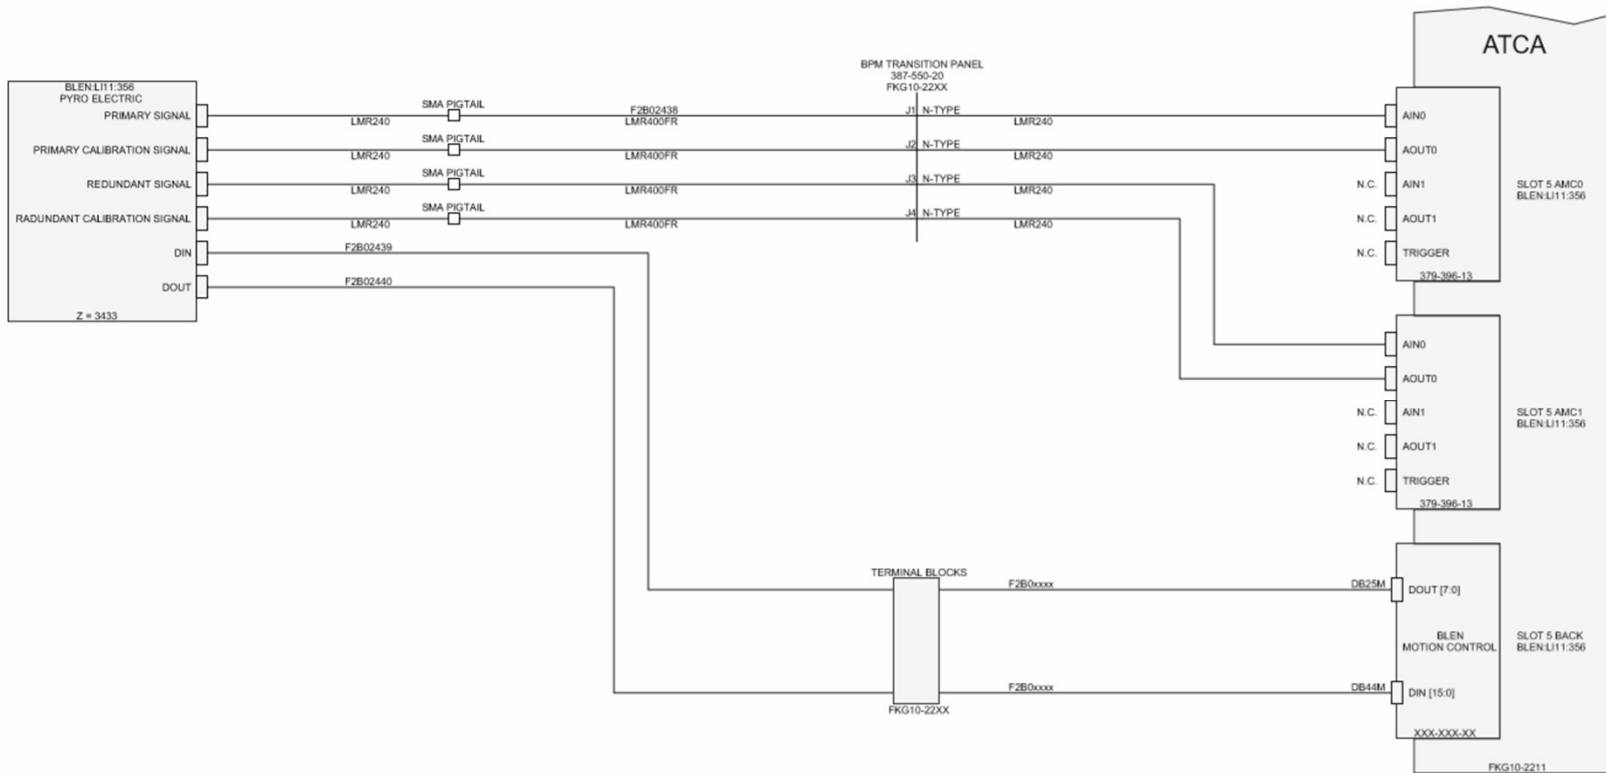 ATCA
BPM TRANSITION PANEL
387-550-20
FKG10-22XX
BLEN:LI11:356
PYRO ELECTRIC
PRIMARY SIGNAL
LMR240
SMA PIGTAIL
F2B02438
LMR400FR
J1 N-TYPE
LMR240
AIN0
PRIMARY CALIBRATION SIGNAL
LMR240
SMA PIGTAIL
LMR400FR
J2 N-TYPE
LMR240
AOUT0
REDUNDANT SIGNAL
LMR240
SMA PIGTAIL
LMR400FR
J3 N-TYPE
LMR240
N.C. AIN1
SLOT 5 AMC0
BLEN:LI11:356
RADUNDANT CALIBRATION SIGNAL
LMR240
SMA PIGTAIL
LMR400FR
J4 N-TYPE
LMR240
N.C. AOUT1
DIN
F2B02439
N.C. TRIGGER
379-396-13
DOUT
F2B02440
Z = 3433
AIN0
AOUT0
N.C. AIN1
SLOT 5 AMC1
BLEN:LI11:356
N.C. AOUT1
N.C. TRIGGER
379-396-13
TERMINAL BLOCKS
F2B0xxxx
DB25M
DOUT [7:0]
BLEN
MOTION CONTROL
SLOT 5 BACK
BLEN:LI11:356
F2B0xxxx
DB44M
DIN [15:0]
FKG10-22XX
XXX-XXX-XX
FKG10-2211